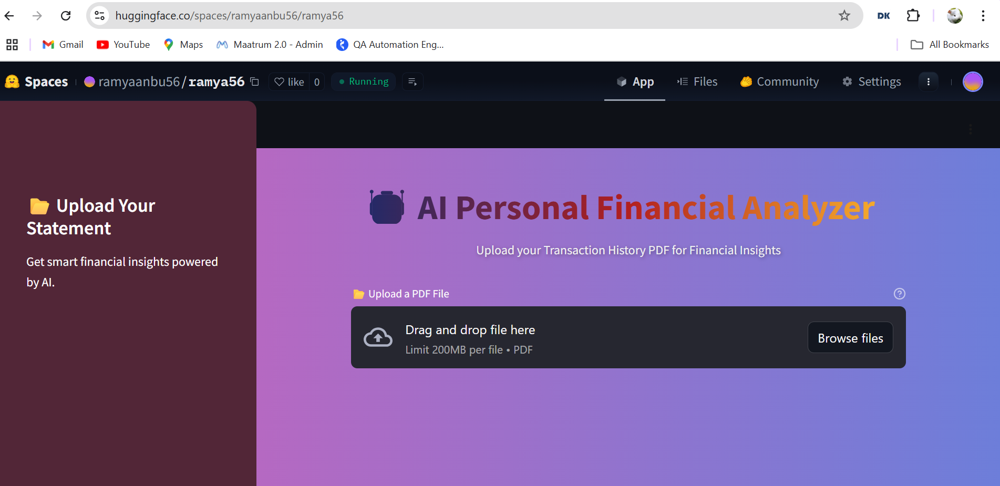 huggingface.co/spaces/ramyaanbu56/ramya56
DK
Gmail
YouTube
Maps
Maatrum 2.0 - Admin
QA Automation Eng...
All Bookmarks
Spaces
ramyaanbu56/ramya56
like 0
Running
App
Files
Community
Settings
Upload Your
Statement
Get smart financial insights powered
by AI.
AI Personal Financial Analyzer
Upload your Transaction History PDF for Financial Insights
Upload a PDF File
Drag and drop file here
Limit 200MB per file • PDF
Browse files